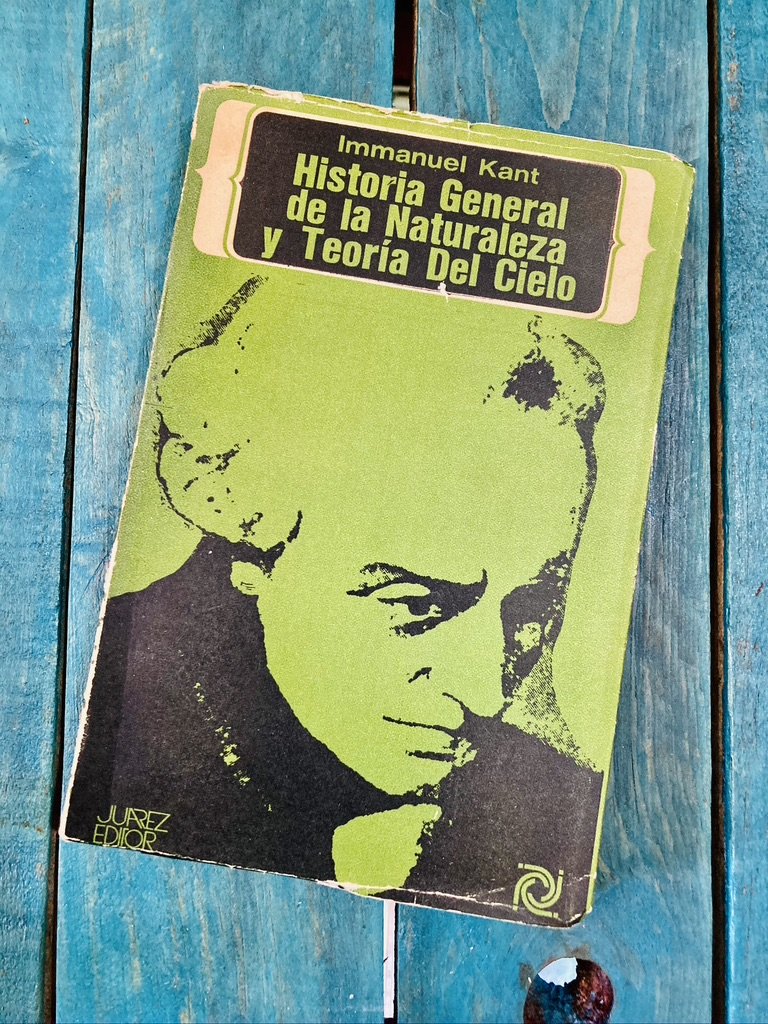 Immanuel Kant
Historia General
de la Naturaleza
y Teoría Del Cielo
JUAREZ
EDITOR